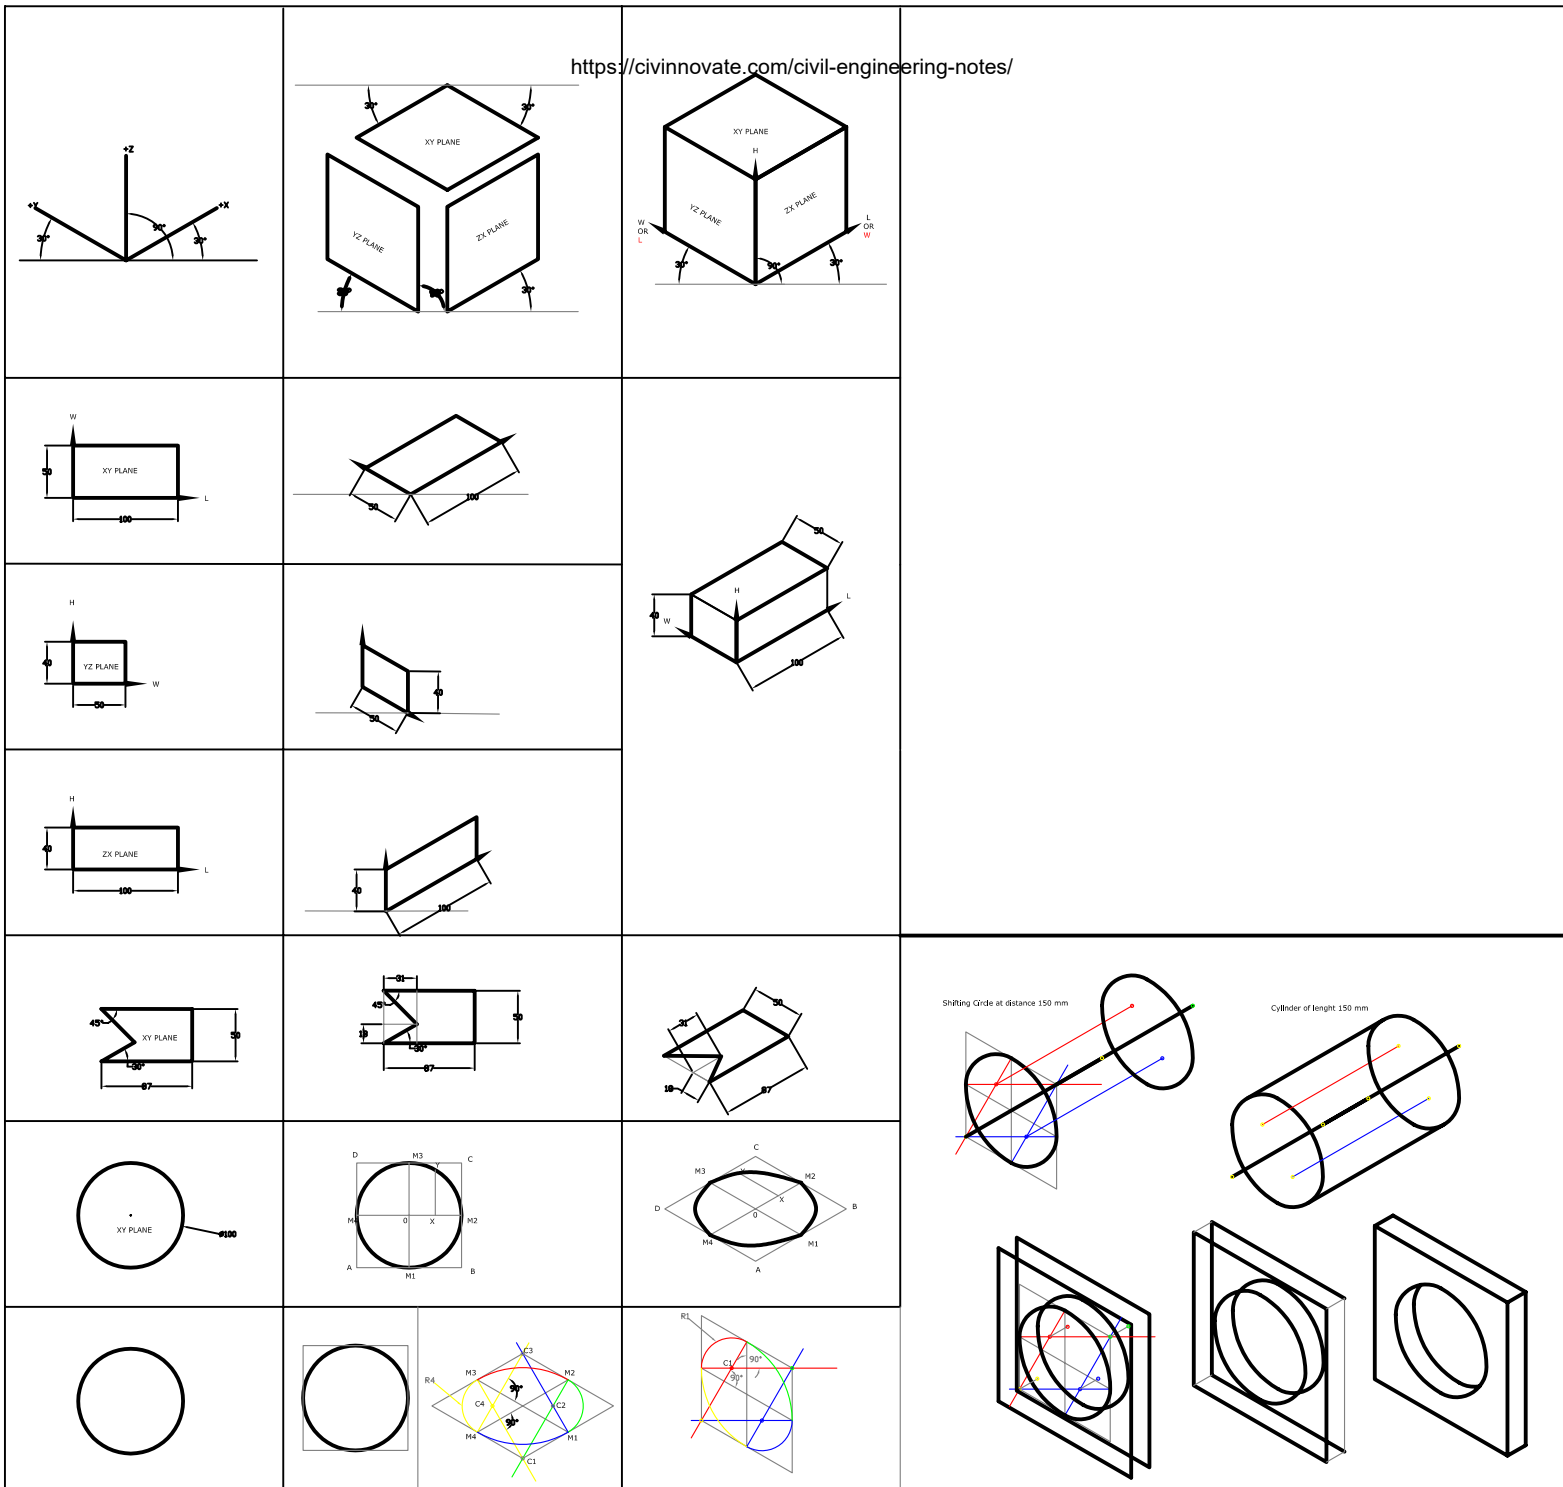 https://civinnovate.com/civil-engineering-notes/
+Z
+Y
+X
30°
90°
30°
30°
30°
XY PLANE
YZ PLANE
ZX PLANE
30°
XY PLANE
H
YZ PLANE
ZX PLANE
W
OR
L
L
OR
W
30°
90°
30°
W
50
XY PLANE
L
100
50
100
H
40
YZ PLANE
W
50
40
50
50
H
L
40
W
100
H
40
ZX PLANE
L
100
40
100
45°
XY PLANE
50
30°
87
31
45°
50
18
30°
87
50
31
18
87
Shifting Circle at distance 150 mm
Cylinder of lenght 150 mm
XY PLANE
ø100
D
M3
Y
C
M4
0
X
M2
A
M1
B
C
M3
Y
M2
X
D
0
B
M4
M1
A
C3
M3
M2
R4
90°
C4
C2
90°
M4
M1
C1
R1
C1
90°
90°